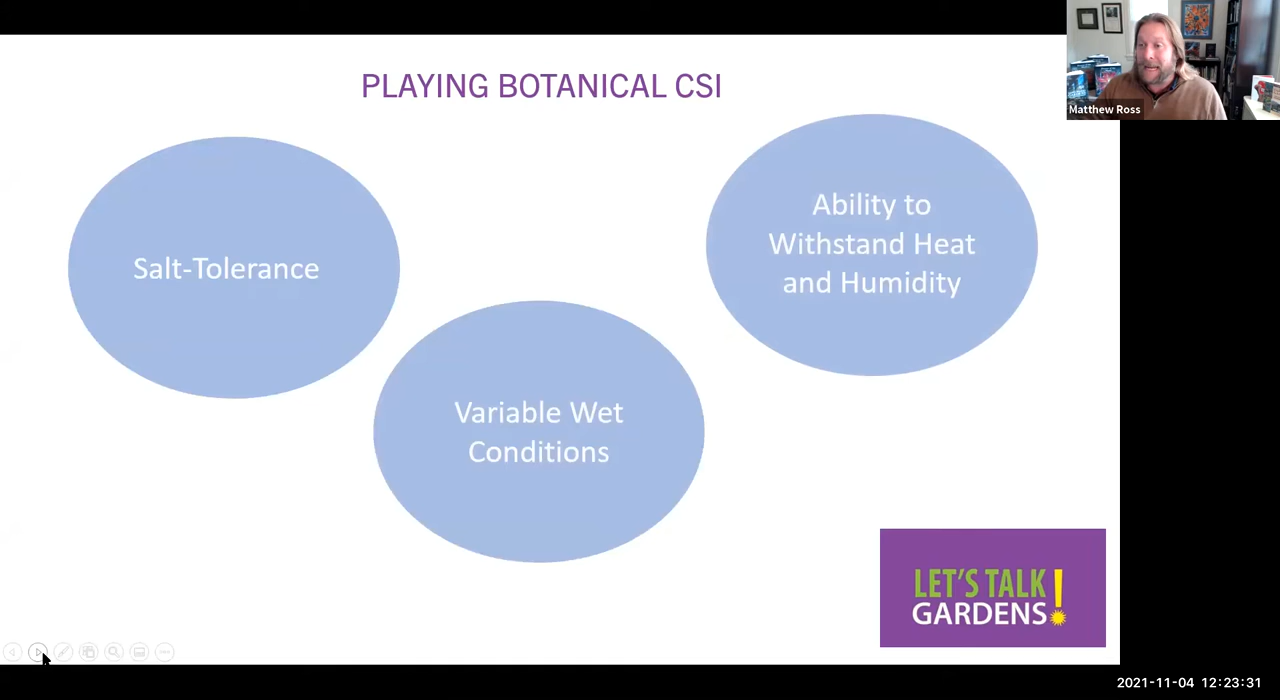 PLAYING BOTANICAL CSI
Matthew Ross
Salt-Tolerance
Ability to
Withstand Heat
and Humidity
Variable Wet
Conditions
LET'S TALK
GARDENS!
2021-11-04 12:23:31